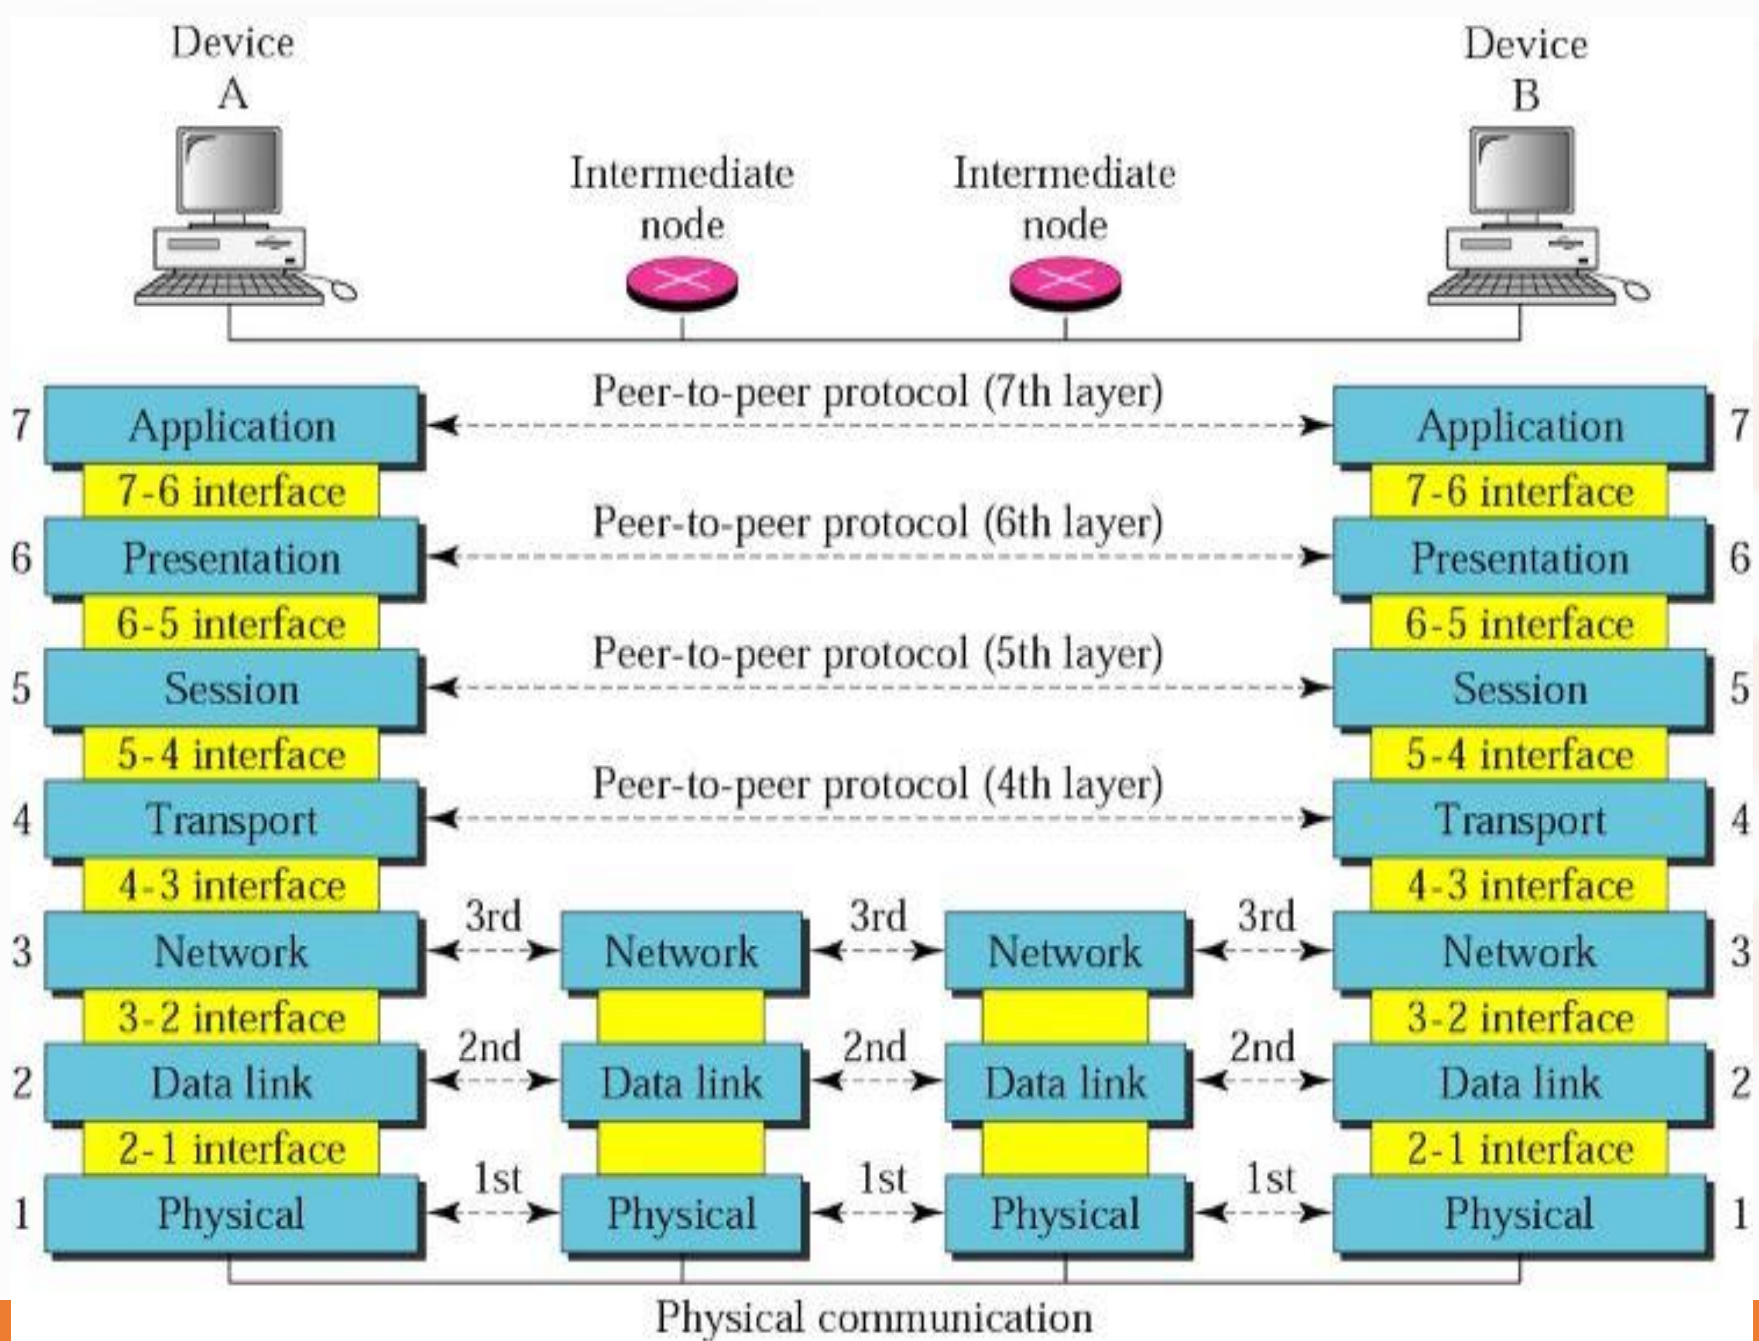 Device
A
Device
B
Intermediate
node
Intermediate
node
Peer-to-peer protocol (7th layer)
7 Application
Application 7
7-6 interface
7-6 interface
Peer-to-peer protocol (6th layer)
6 Presentation
Presentation 6
6-5 interface
6-5 interface
Peer-to-peer protocol (5th layer)
5 Session
Session 5
5-4 interface
5-4 interface
Peer-to-peer protocol (4th layer)
4 Transport
Transport 4
4-3 interface
4-3 interface
3rd 3rd 3rd
3 Network Network Network Network 3
3-2 interface
3-2 interface
2nd 2nd 2nd
2 Data link Data link Data link Data link 2
2-1 interface
2-1 interface
1st 1st 1st
1 Physical Physical Physical Physical 1
Physical communication